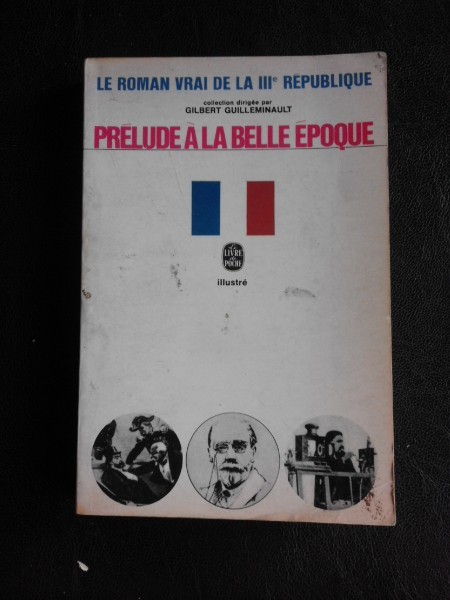 LE ROMAN VRAI DE LA IIIe RÉPUBLIQUE
collection dirigée par
GILBERT GUILLEMINAULT
PRÉLUDE À LA BELLE ÉPOQUE
Le
LIVRE
de
POCHE
illustré